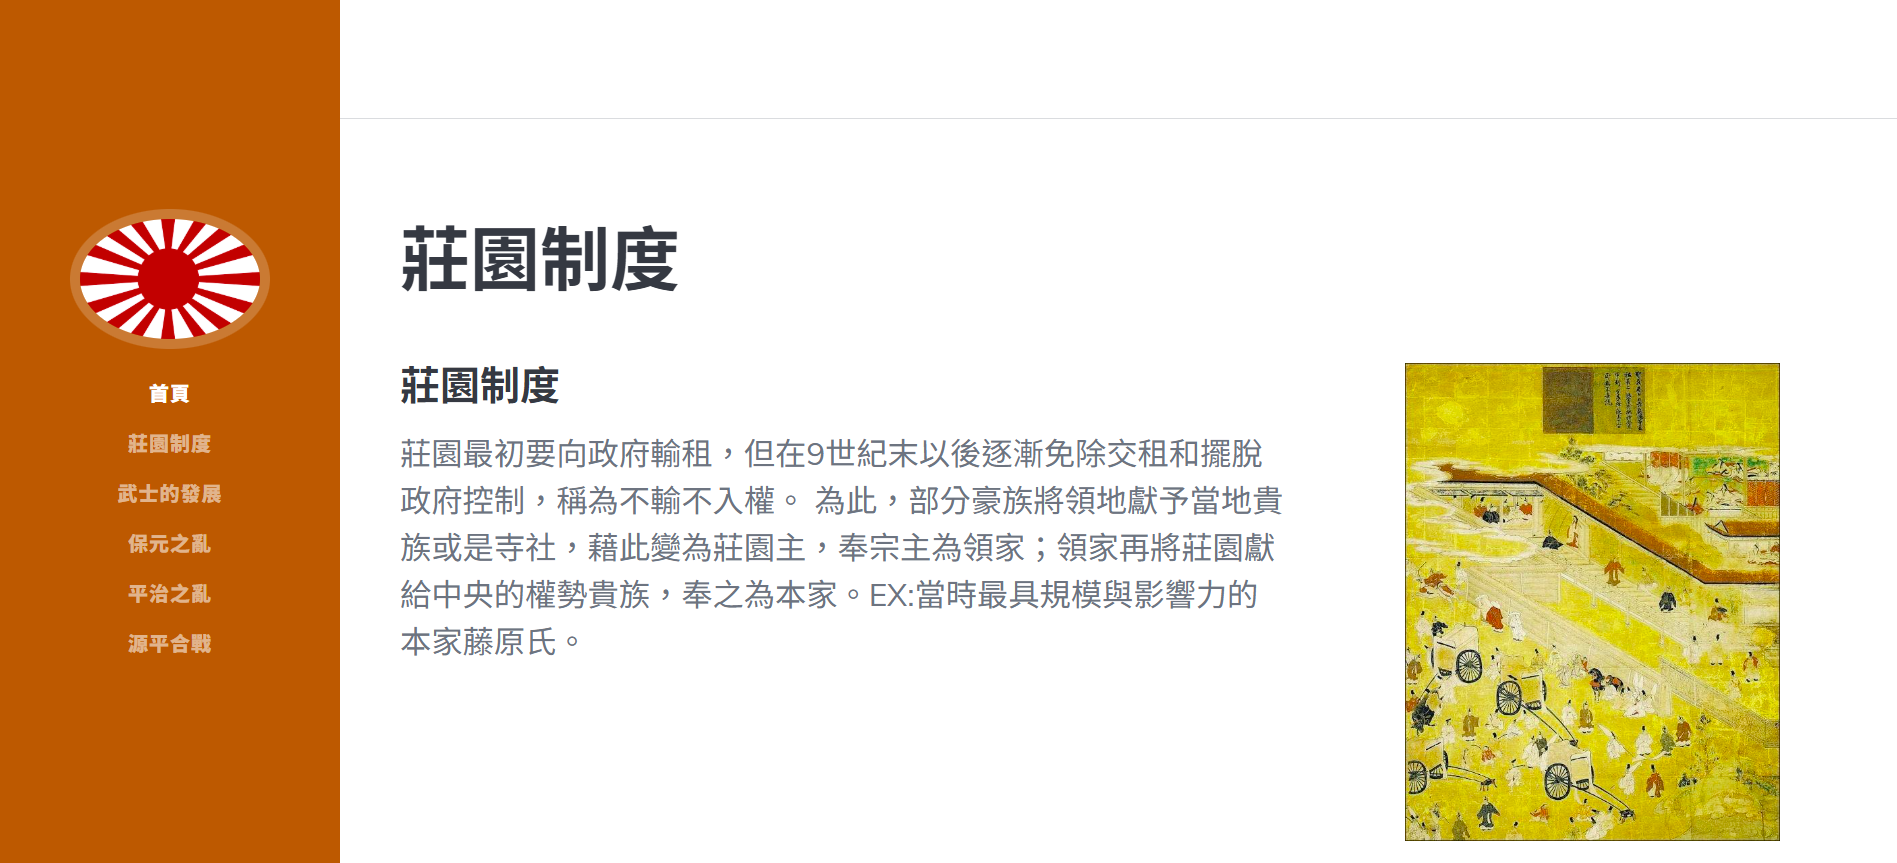 首頁
莊園制度
武士的發展
保元之亂
平治之亂
源平合戰
莊園制度
莊園制度
莊園最初要向政府輸租，但在9世紀末以後逐漸免除交租和擺脫
政府控制，稱為不輸不入權。 為此，部分豪族將領地獻予當地貴
族或是寺社，藉此變為莊園主，奉宗主為領家；領家再將莊園獻
給中央的權勢貴族，奉之為本家。EX:當時最具規模與影響力的
本家藤原氏。